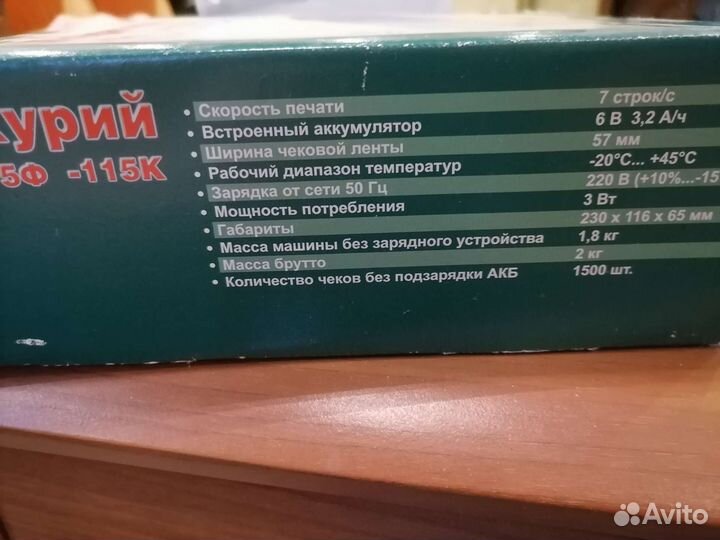 курий
5Ф -115К
• Скорость печати 7 строк/с
• Встроенный аккумулятор 6 В 3,2 А/ч
• Ширина чековой ленты 57 мм
• Рабочий диапазон температур -20°С... +45°С
• Зарядка от сети 50 Гц 220 В (+10%...-15
• Мощность потребления 3 Вт
• Габариты 230 x 116 x 65 мм
• Масса машины без зарядного устройства 1,8 кг
• Масса брутто 2 кг
• Количество чеков без подзарядки АКБ 1500 шт.
Avito